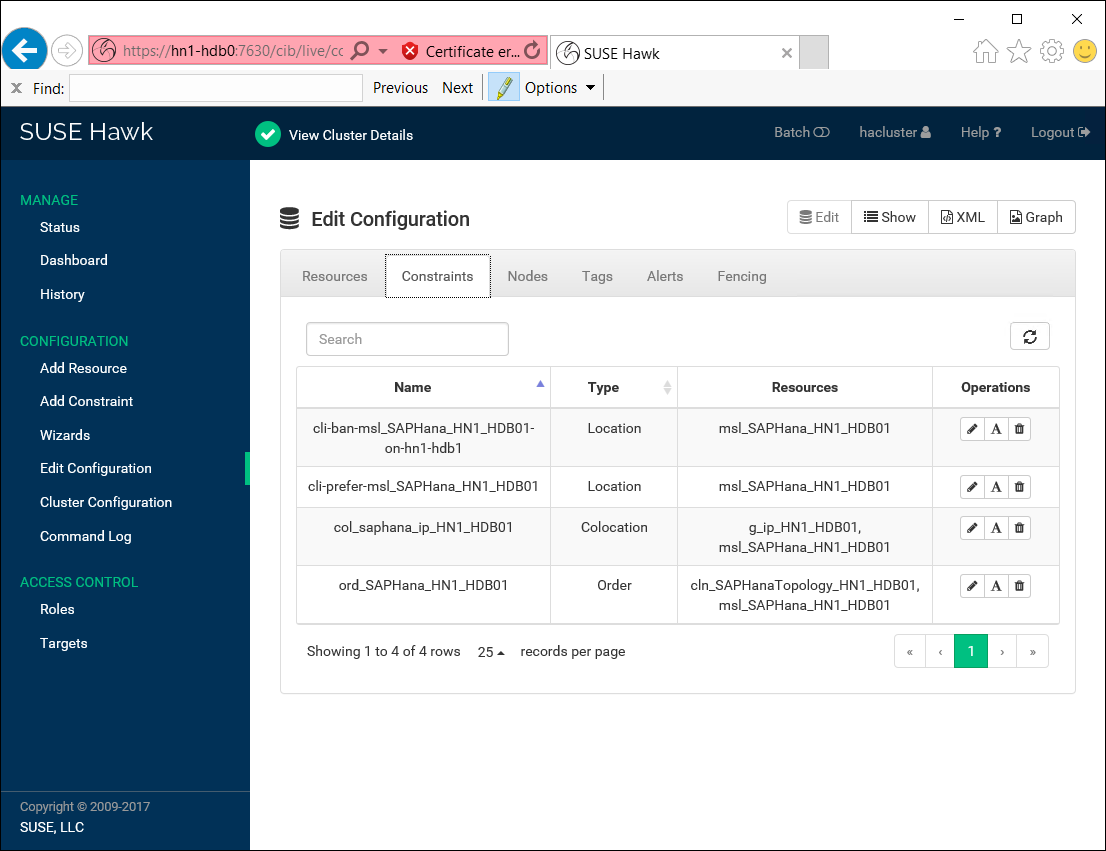 https://hn1-hdb0:7630/cib/live/cc
Certificate er...
SUSE Hawk
x Find:
Previous Next Options
SUSE Hawk
View Cluster Details
Batch hacluster Help ? Logout
MANAGE
Status
Dashboard
History
CONFIGURATION
Add Resource
Add Constraint
Wizards
Edit Configuration
Cluster Configuration
Command Log
ACCESS CONTROL
Roles
Targets
Copyright © 2009-2017
SUSE, LLC
Edit Configuration
Edit Show XML Graph
Resources Constraints Nodes Tags Alerts Fencing
Search
Name Type Resources Operations
cli-ban-msl_SAPHana_HN1_HDB01-
on-hn1-hdb1
Location
msl_SAPHana_HN1_HDB01
A
cli-prefer-msl_SAPHana_HN1_HDB01 Location msl_SAPHana_HN1_HDB01 A
col_saphana_ip_HN1_HDB01 Colocation
g_ip_HN1_HDB01,
msl_SAPHana_HN1_HDB01
A
ord_SAPHana_HN1_HDB01 Order
cln_SAPHanaTopology_HN1_HDB01,
msl_SAPHana_HN1_HDB01
A
Showing 1 to 4 of 4 rows 25 records per page
« ‹ 1 › »